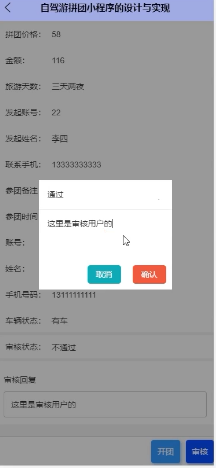 自驾游拼团小程序的设计与实现
拼团价格： 58
金额： 116
旅游天数： 三天两夜
发起账号： 22
发起姓名： 李四
联系手机： 13333333333
参团备注
参团时间
通过
这里是审核用户的
账号：
姓名：
取消 确认
手机号码： 13111111111
车辆状态： 有车
审核状态： 不通过
审核回复
这里是审核用户的
开团 审核